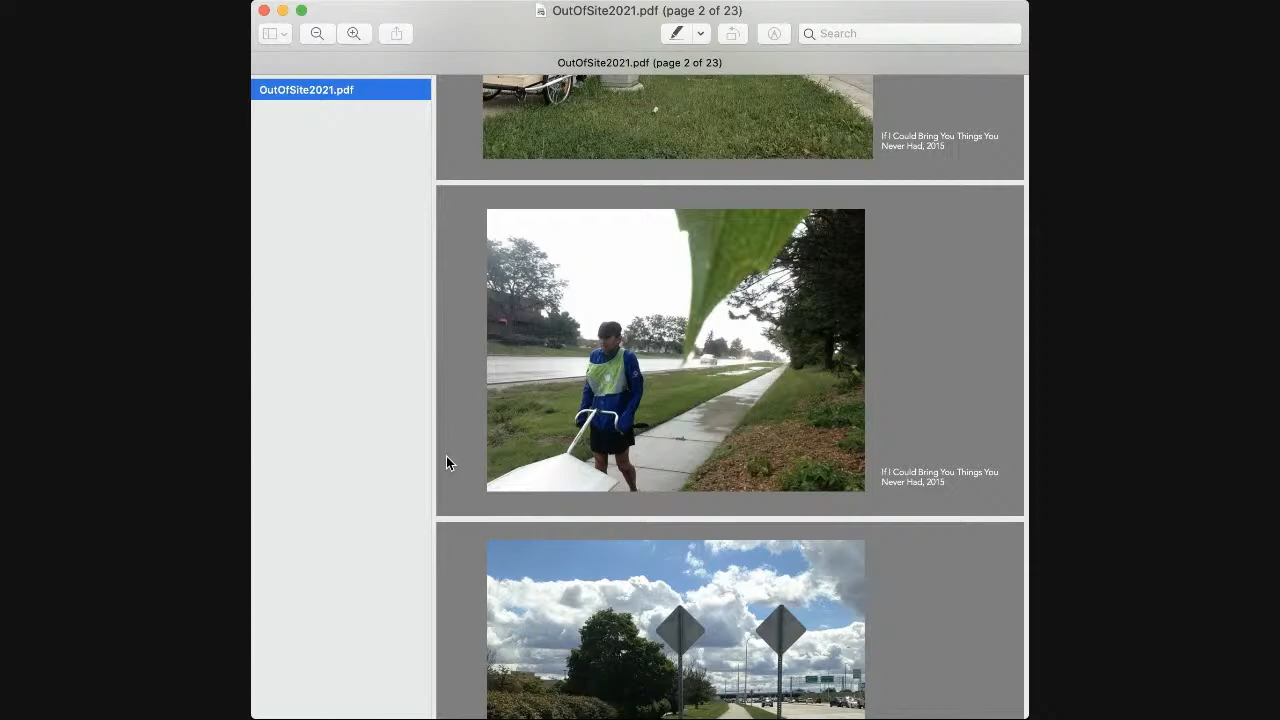 OutOfSite2021.pdf (page 2 of 23)
Search
OutOfSite2021.pdf (page 2 of 23)
OutOfSite2021.pdf
If I Could Bring You Things You
Never Had, 2015
If I Could Bring You Things You
Never Had, 2015